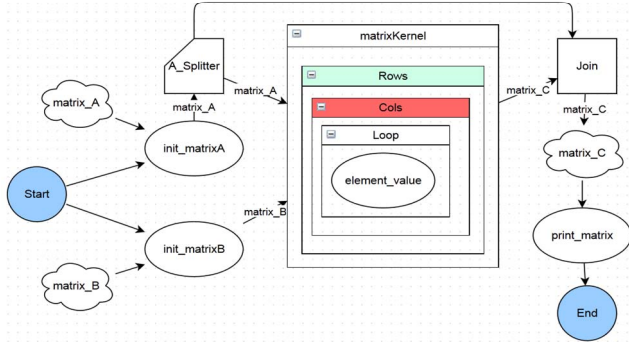 matrixKernel
A_Splitter
Join
Rows
matrix_A
matrix_C
matrix_A
matrix_A
Cols
matrix_C
Loop
init_matrixA
matrix_C
element_value
Start
matrix_B
print_matrix
init_matrixB
matrix_B
End